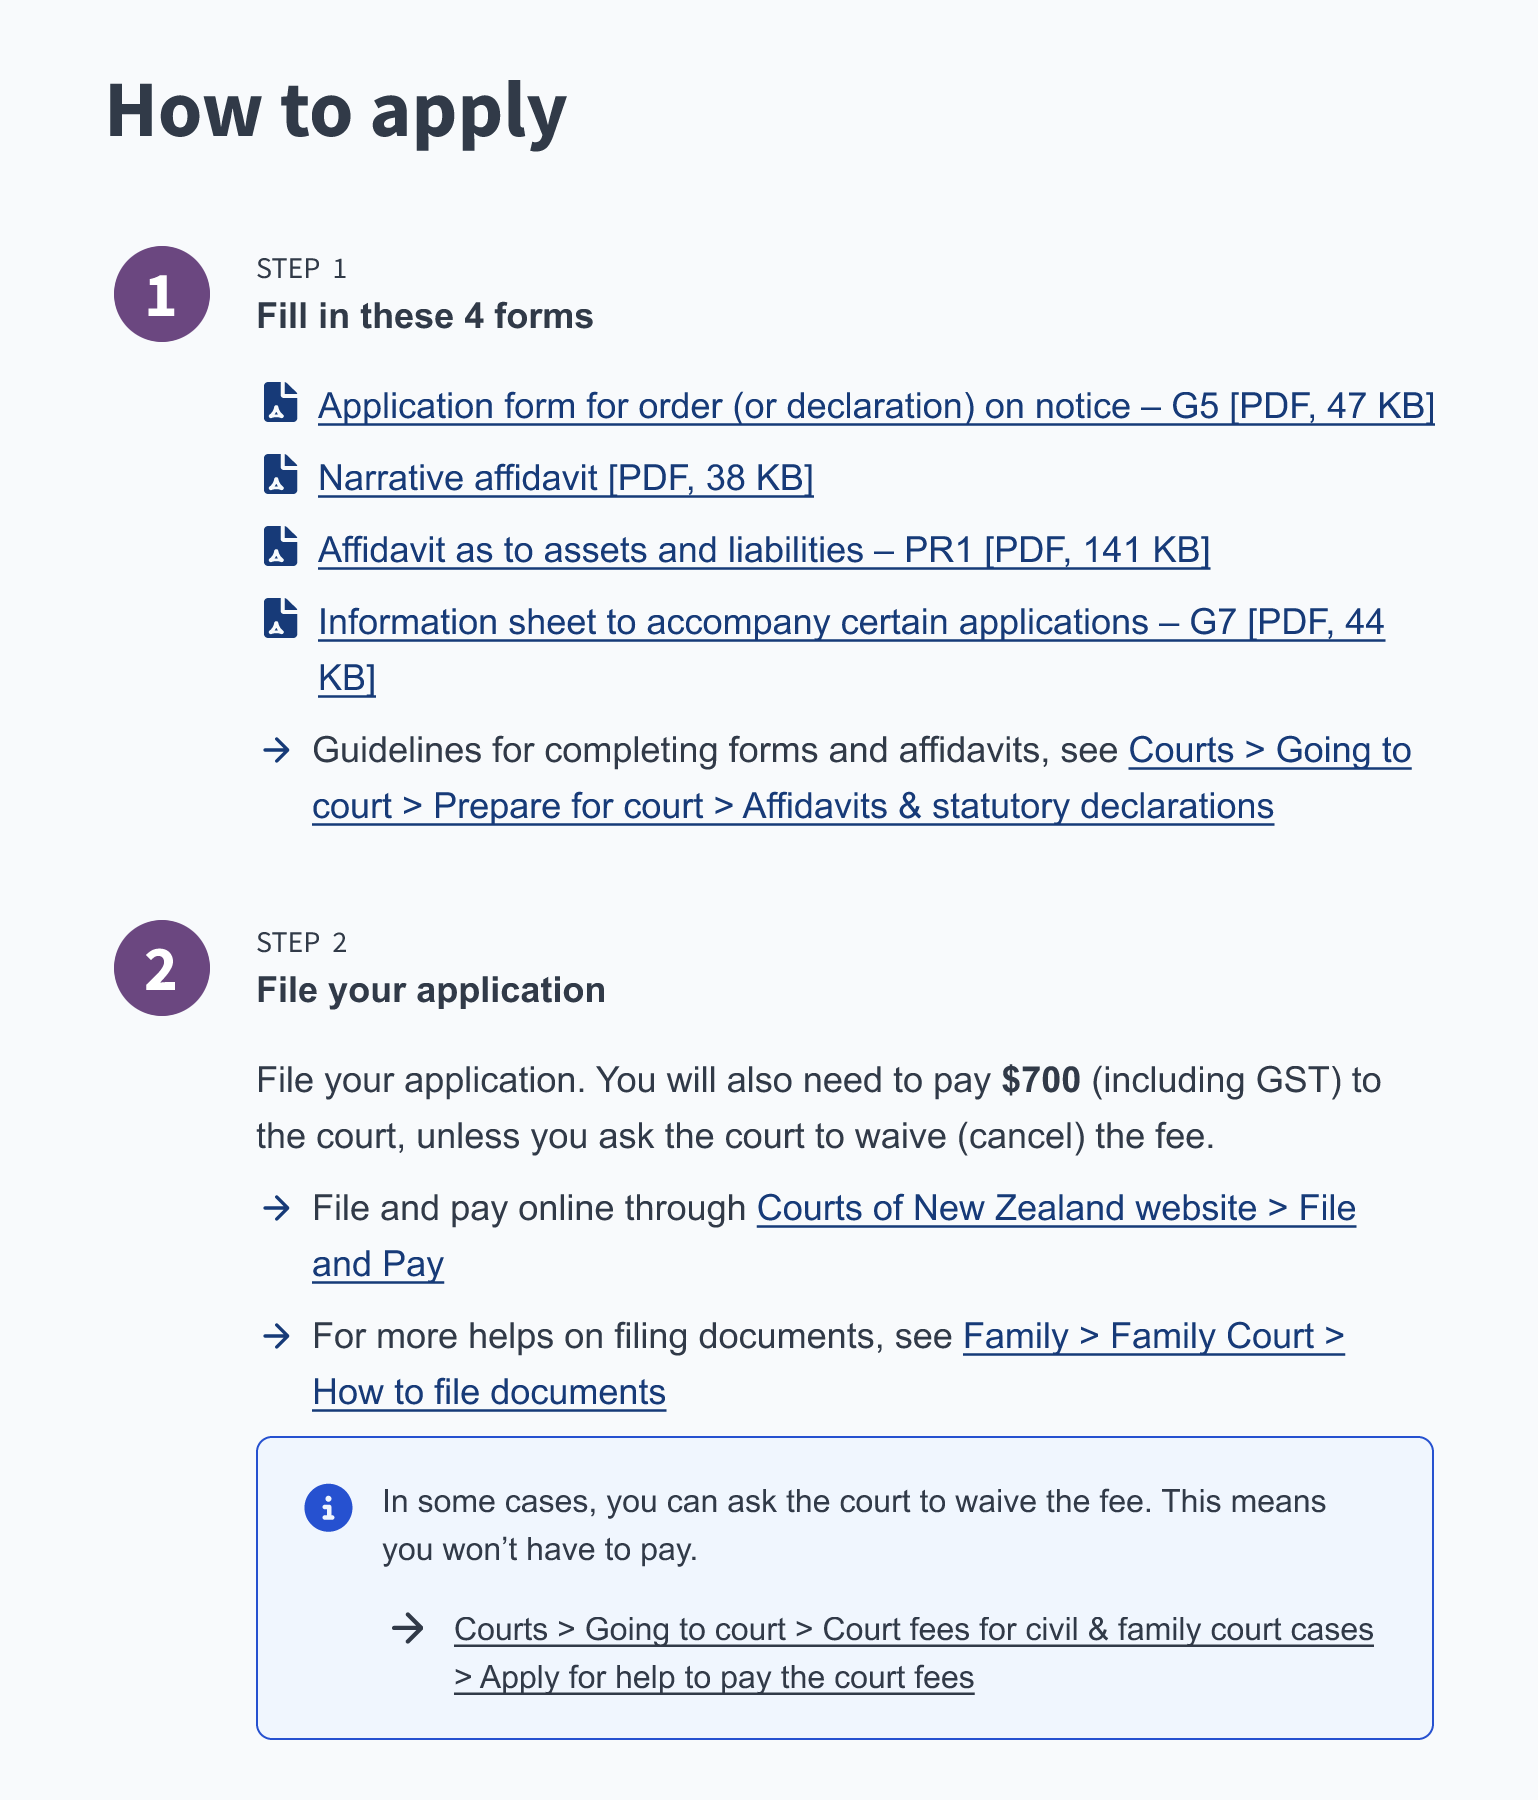 How to apply
1
STEP 1
Fill in these 4 forms
Application form for order (or declaration) on notice – G5 [PDF, 47 KB]
Narrative affidavit [PDF, 38 KB]
Affidavit as to assets and liabilities – PR1 [PDF, 141 KB]
Information sheet to accompany certain applications – G7 [PDF, 44
KB]
Guidelines for completing forms and affidavits, see Courts > Going to
court > Prepare for court > Affidavits & statutory declarations
2
STEP 2
File your application
File your application. You will also need to pay $700 (including GST) to
the court, unless you ask the court to waive (cancel) the fee.
File and pay online through Courts of New Zealand website > File
and Pay
For more helps on filing documents, see Family > Family Court >
How to file documents
In some cases, you can ask the court to waive the fee. This means
you won’t have to pay.
Courts > Going to court > Court fees for civil & family court cases
> Apply for help to pay the court fees